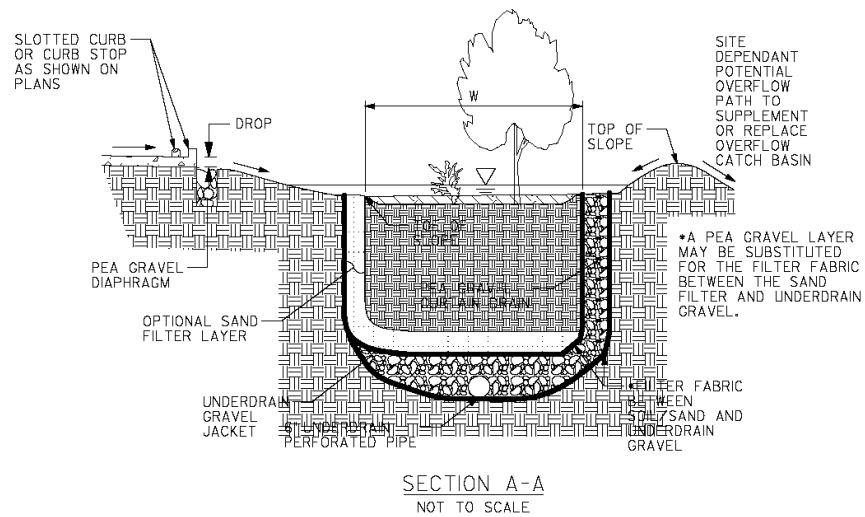 SLOTTED CURB
OR CURB STOP
AS SHOWN ON
PLANS
DROP
W
SITE
DEPENDANT
POTENTIAL
OVERFLOW
PATH TO
SUPPLEMENT
OR REPLACE
OVERFLOW
CATCH BASIN
TOP OF
SLOPE
TOP OF
SLOPE
PEA GRAVEL
DIAPHRAGM
PEA GRAVEL
CURTAIN DRAIN
*A PEA GRAVEL LAYER
MAY BE SUBSTITUTED
FOR THE FILTER FABRIC
BETWEEN THE SAND
FILTER AND UNDERDRAIN
GRAVEL.
OPTIONAL SAND
FILTER LAYER
UNDERDRAIN
GRAVEL
JACKET
6" UNDERDRAIN
PERFORATED PIPE
*FILTER FABRIC
BETWEEN
SOIL/SAND AND
UNDERDRAIN
GRAVEL
SECTION A-A
NOT TO SCALE